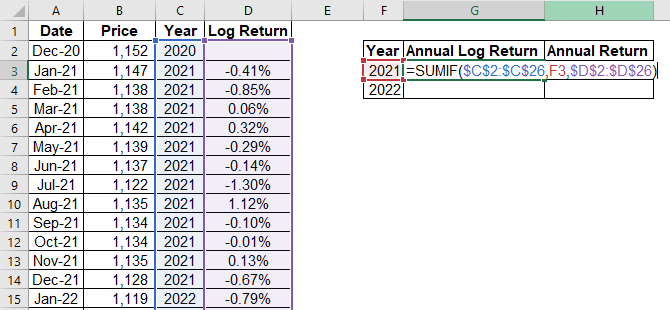 A B C D E F G H
1 Date Price Year Log Return
2 Dec-20 1,152 2020 Year Annual Log Return Annual Return
3 Jan-21 1,147 2021 -0.41% 2021 =SUMIF($C$2:$C$26,F3,$D$2:$D$26)
4 Feb-21 1,138 2021 -0.85% 2022
5 Mar-21 1,138 2021 0.06%
6 Apr-21 1,142 2021 0.32%
7 May-21 1,139 2021 -0.29%
8 Jun-21 1,137 2021 -0.14%
9 Jul-21 1,122 2021 -1.30%
10 Aug-21 1,135 2021 1.12%
11 Sep-21 1,134 2021 -0.10%
12 Oct-21 1,134 2021 -0.01%
13 Nov-21 1,135 2021 0.13%
14 Dec-21 1,128 2021 -0.67%
15 Jan-22 1,119 2022 -0.79%